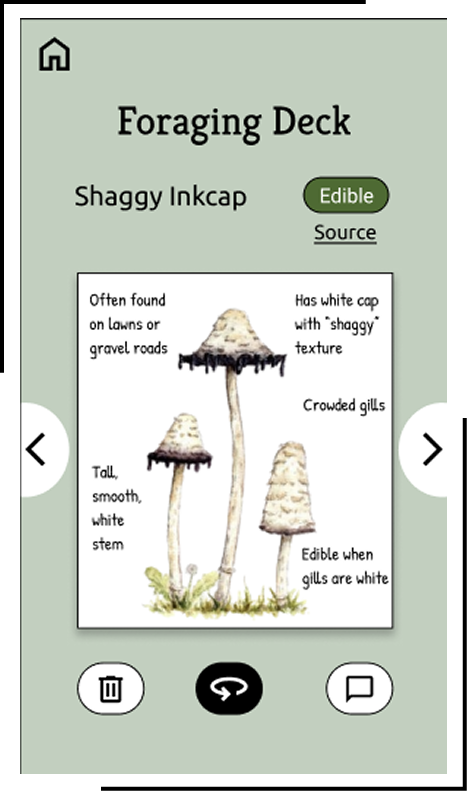 Foraging Deck
Shaggy Inkcap
Edible
Source
Often found
on lawns or
gravel roads
Has white cap
with "shaggy"
texture
Crowded gills
Tall,
smooth,
white
stem
Edible when
gills are white